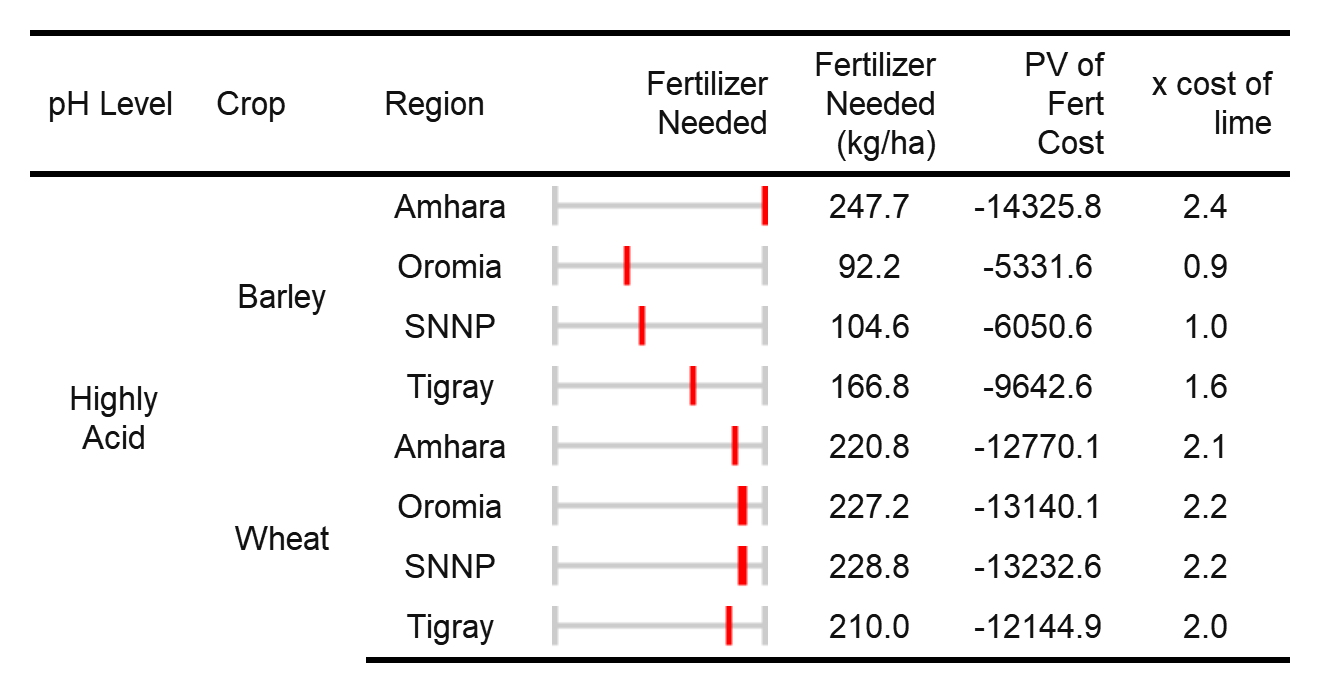 pH Level Crop Region Fertilizer Needed Fertilizer Needed (kg/ha) PV of Fert Cost x cost of lime
Highly Acid
Barley
Amhara 247.7 -14325.8 2.4
Oromia 92.2 -5331.6 0.9
SNNP 104.6 -6050.6 1.0
Tigray 166.8 -9642.6 1.6
Wheat
Amhara 220.8 -12770.1 2.1
Oromia 227.2 -13140.1 2.2
SNNP 228.8 -13232.6 2.2
Tigray 210.0 -12144.9 2.0